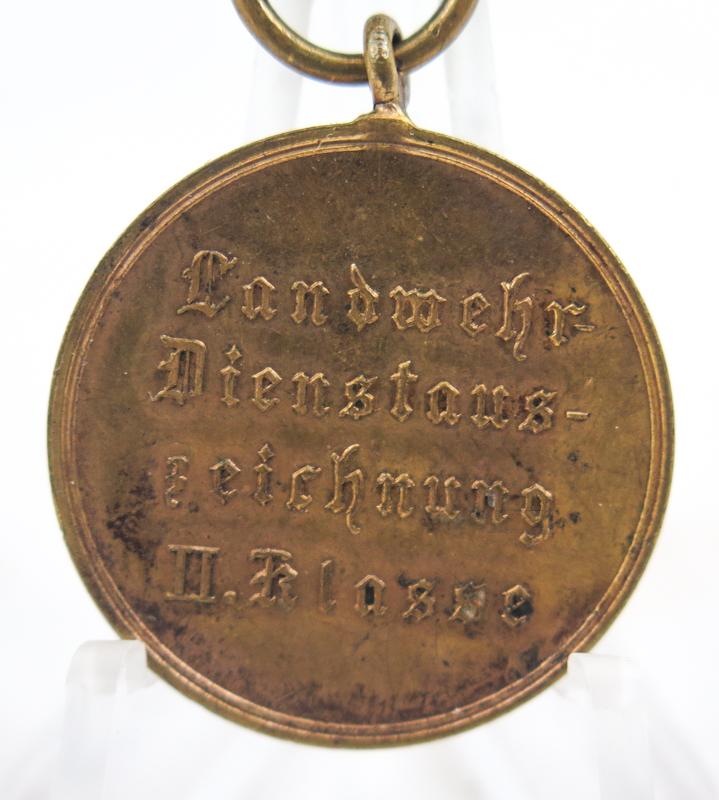 Landwehr-
Dienstaus-
zeichnung
II. Klasse